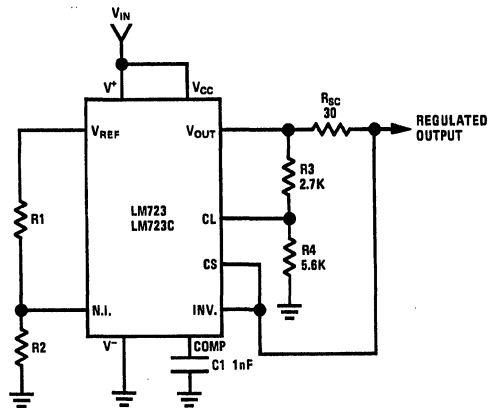 VIN
V+
VCC
VREF
VOUT
RSC
30
REGULATED
OUTPUT
R3
2.7K
R1
LM723
LM723C
CL
R4
5.6K
CS
N.I.
INV.
R2
V−
COMP
C1 1nF